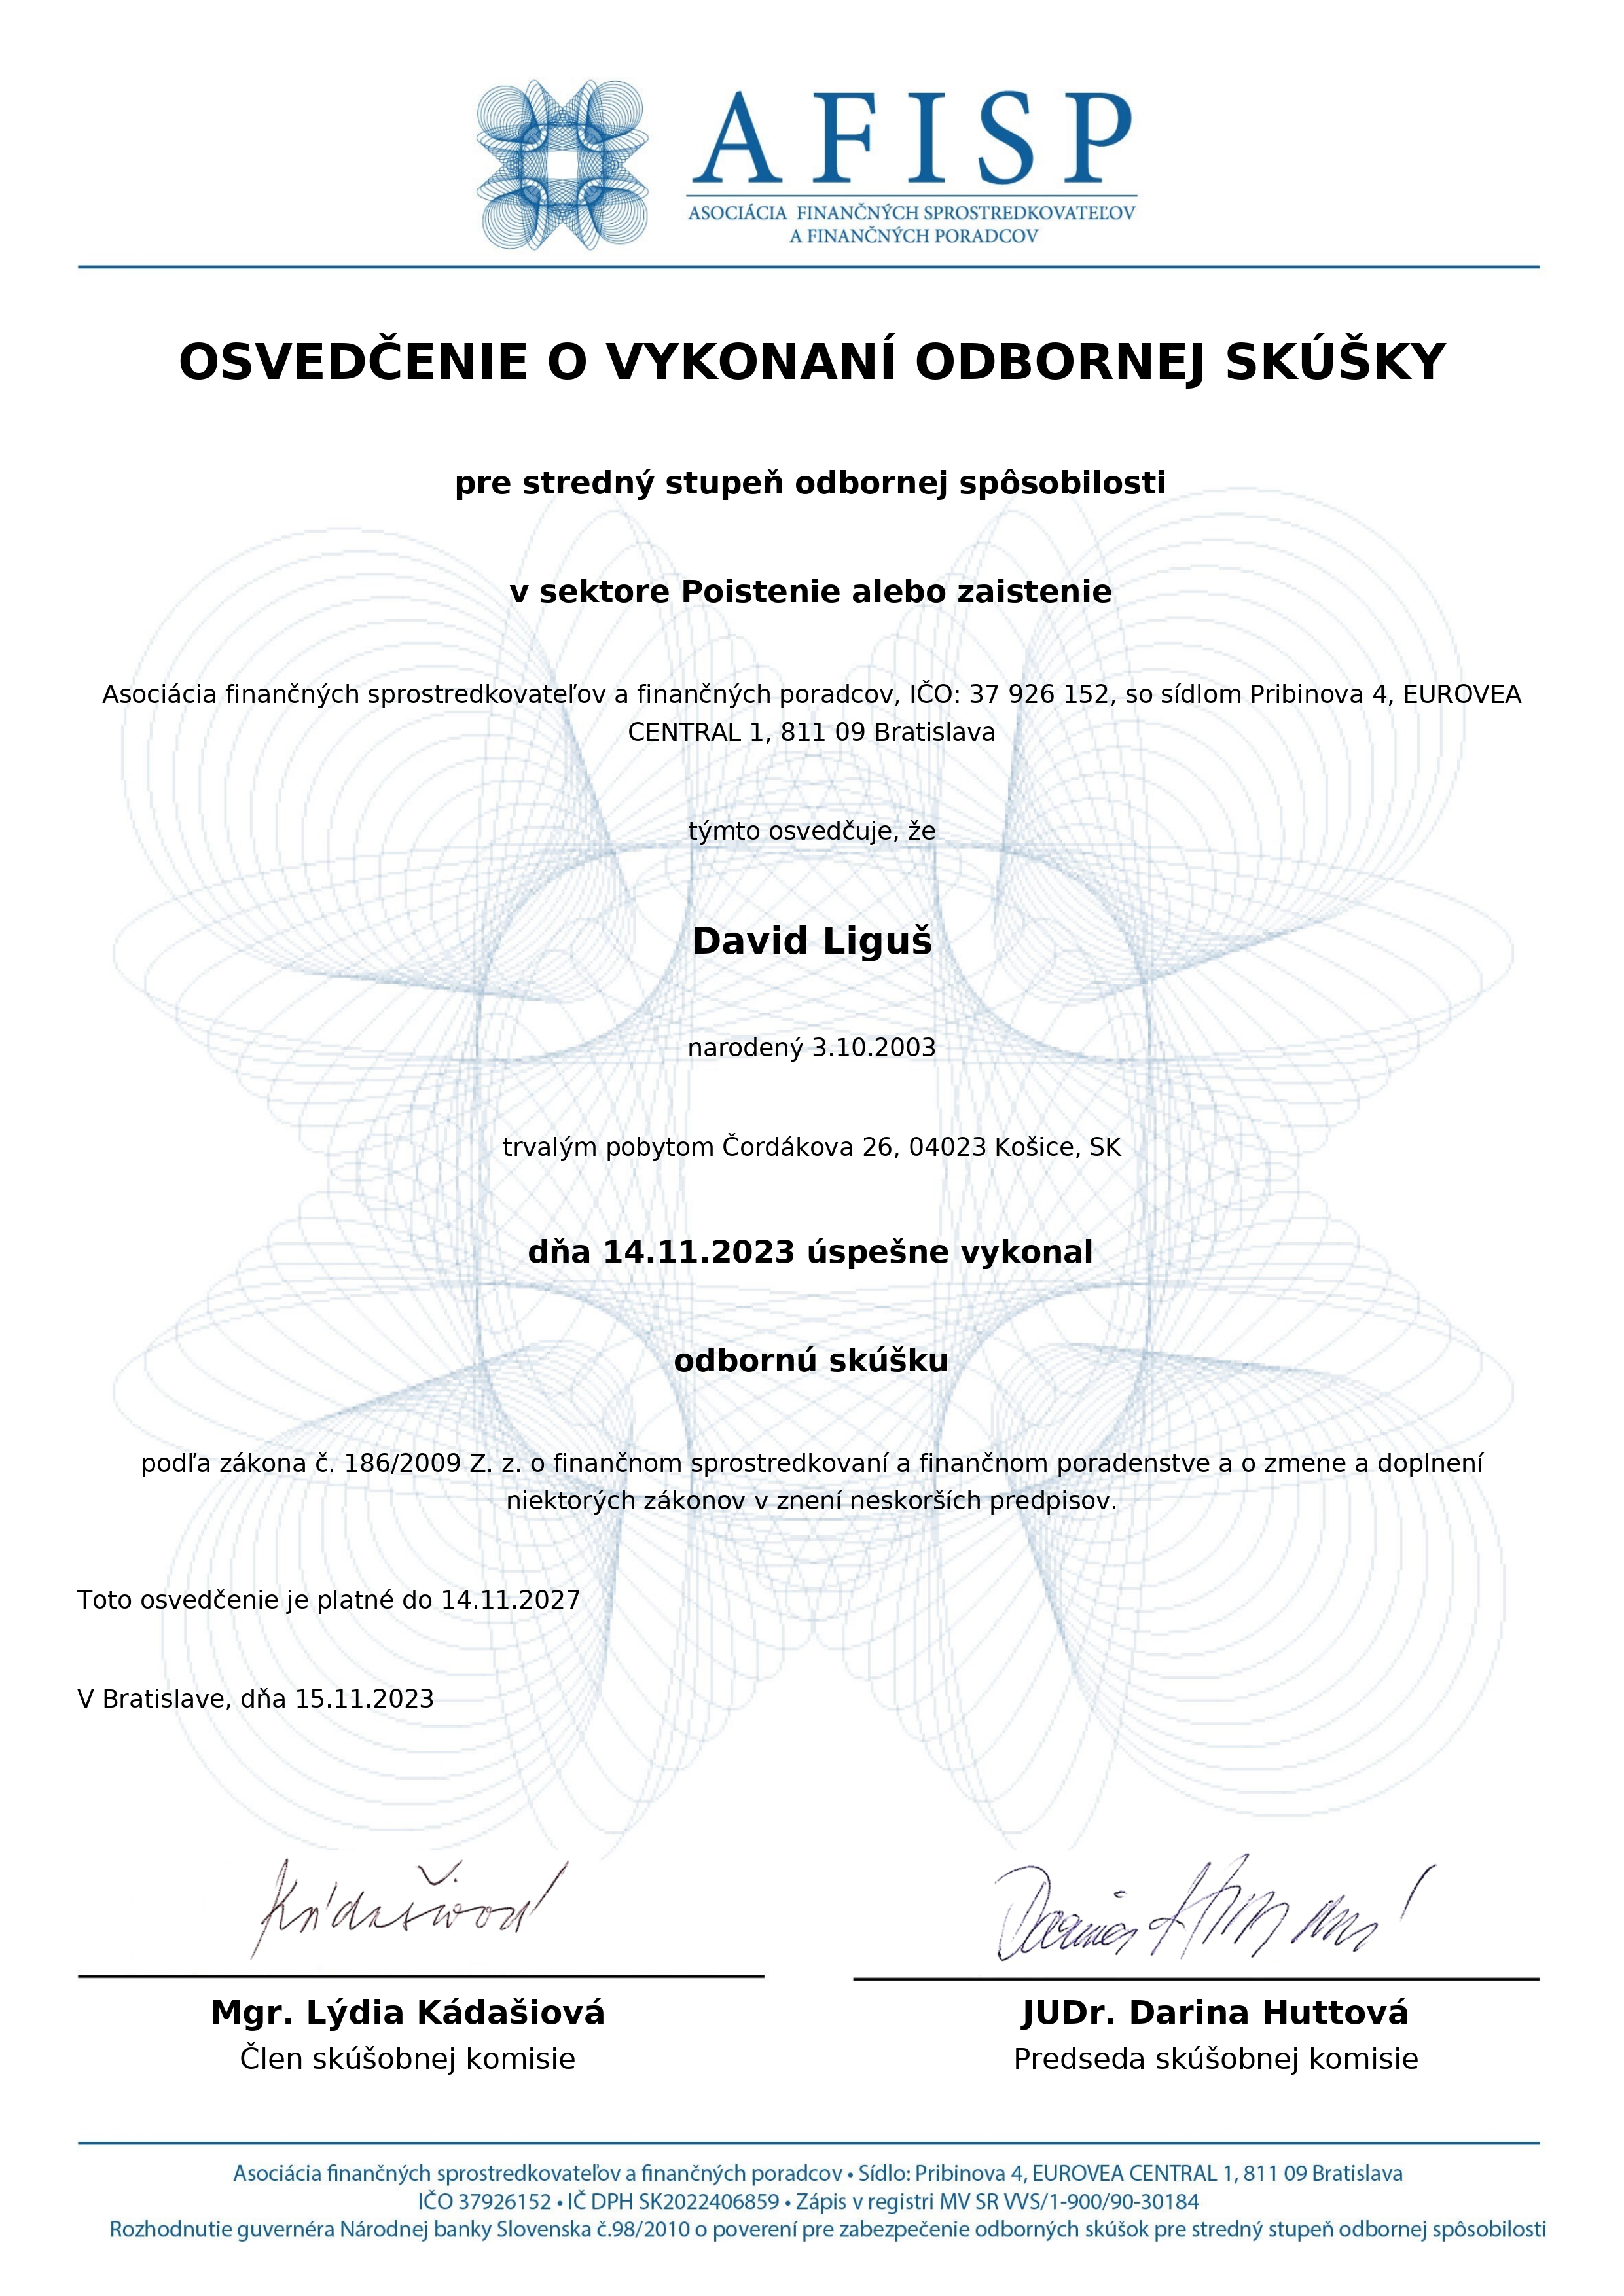 AFISP
ASOCIÁCIA FINANČNÝCH SPROSTREDKOVATEĽOV
A FINANČNÝCH PORADCOV
OSVEDČENIE O VYKONANÍ ODBORNEJ SKÚŠKY
pre stredný stupeň odbornej spôsobilosti
v sektore Poistenie alebo zaistenie
Asociácia finančných sprostredkovateľov a finančných poradcov, IČO: 37 926 152, so sídlom Pribinova 4, EUROVEA
CENTRAL 1, 811 09 Bratislava
týmto osvedčuje, že
David Liguš
narodený 3.10.2003
trvalým pobytom Čordákova 26, 04023 Košice, SK
dňa 14.11.2023 úspešne vykonal
odbornú skúšku
podľa zákona č. 186/2009 Z. z. o finančnom sprostredkovaní a finančnom poradenstve a o zmene a doplnení
niektorých zákonov v znení neskorších predpisov.
Toto osvedčenie je platné do 14.11.2027
V Bratislave, dňa 15.11.2023
Mgr. Lýdia Kádašiová
Člen skúšobnej komisie
JUDr. Darina Huttová
Predseda skúšobnej komisie
Asociácia finančných sprostredkovateľov a finančných poradcov • Sídlo: Pribinova 4, EUROVEA CENTRAL 1, 811 09 Bratislava
IČO 37926152 • IČ DPH SK2022406859 • Zápis v registri MV SR VVS/1-900/90-30184
Rozhodnutie guvernéra Národnej banky Slovenska č.98/2010 o poverení pre zabezpečenie odborných skúšok pre stredný stupeň odbornej spôsobilosti